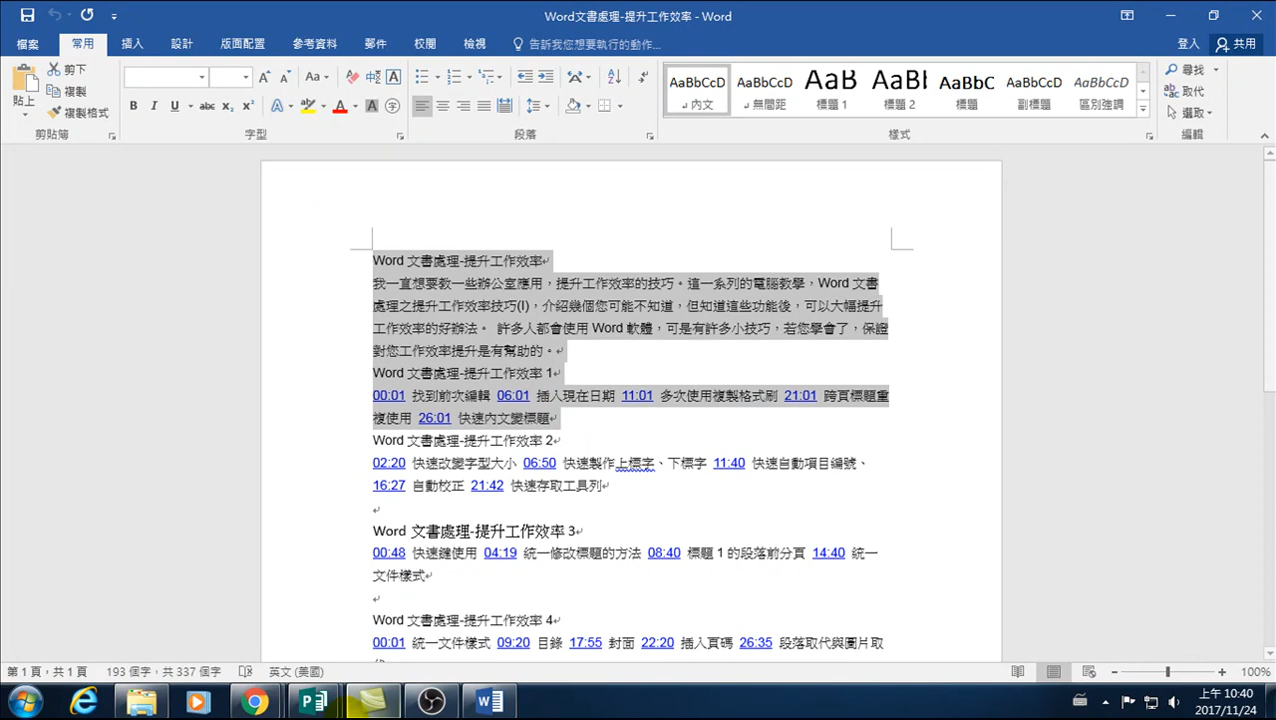 Word文書處理-提升工作效率 - Word
檔案 常用 插入 設計 版面配置 參考資料 郵件 校閱 檢視 告訴我您想要執行的動作... 登入 共用
貼上 剪下 複製 複製格式
AaBbCcD AaBbCcD AaB AaBl AaBbC AaBbCcD AaBbCcD
內文 無間距 標題 1 標題 2 標題 副標題 區別強調
尋找 取代 選取
剪貼簿 字型 段落 樣式 編輯
Word 文書處理-提升工作效率
我一直想要教一些辦公室應用，提升工作效率的技巧。這一系列的電腦教學，Word 文書
處理之提升工作效率技巧(I)，介紹幾個您可能不知道，但知道這些功能後，可以大幅提升
工作效率的好辦法。 許多人都會使用 Word 軟體，可是有許多小技巧，若您學會了，保證
對您工作效率提升是有幫助的。
Word 文書處理-提升工作效率 1
00:01 找到前次編輯 06:01 插入現在日期 11:01 多次使用複製格式刷 21:01 跨頁標題重
複使用 26:01 快速內文變標題
Word 文書處理-提升工作效率 2
02:20 快速改變字型大小 06:50 快速製作上標字、下標字 11:40 快速自動項目編號、
16:27 自動校正 21:42 快速存取工具列
Word 文書處理-提升工作效率 3
00:48 快速鍵使用 04:19 統一修改標題的方法 08:40 標題 1 的段落前分頁 14:40 統一
文件樣式
Word 文書處理-提升工作效率 4
00:01 統一文件樣式 09:20 目錄 17:55 封面 22:20 插入頁碼 26:35 段落取代與圖片取
第 1 頁，共 1 頁 193 個字，共 337 個字 英文 (美國) 100%
上午 10:40
2017/11/24